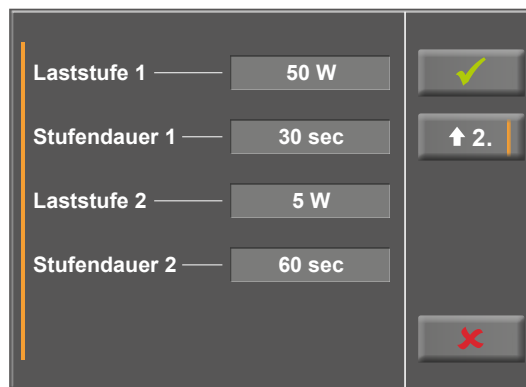 Laststufe 1 50 W
Stufendauer 1 30 sec
2.
Laststufe 2 5 W
Stufendauer 2 60 sec